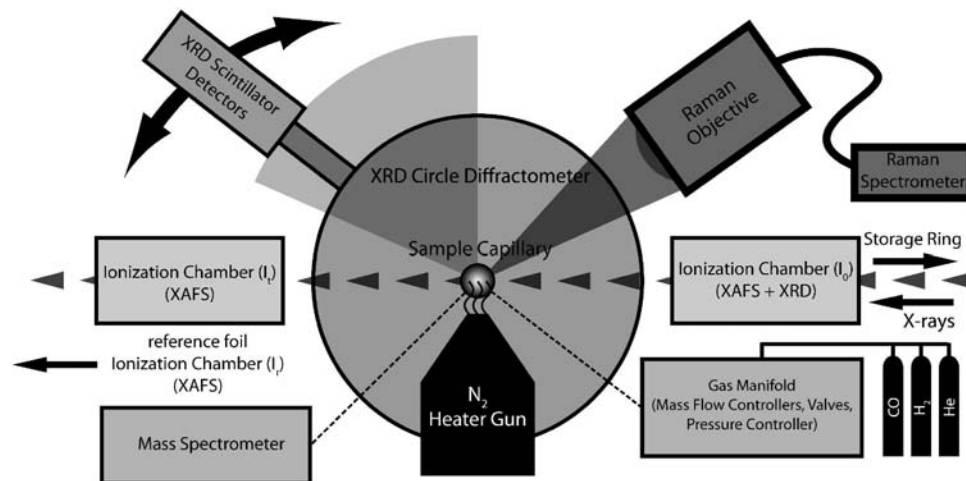 XRD Scintillator
Detectors
Raman
Objective
Raman
Spectrometer
XRD Circle Diffractometer
Sample Capillary
Storage Ring
Ionization Chamber (Iₜ)
(XAFS)
Ionization Chamber (I₀)
(XAFS + XRD)
X-rays
reference foil
Ionization Chamber (Iᵣ)
(XAFS)
N₂
Heater Gun
Mass Spectrometer
Gas Manifold
(Mass Flow Controllers, Valves,
Pressure Controller)
CO
H₂
He